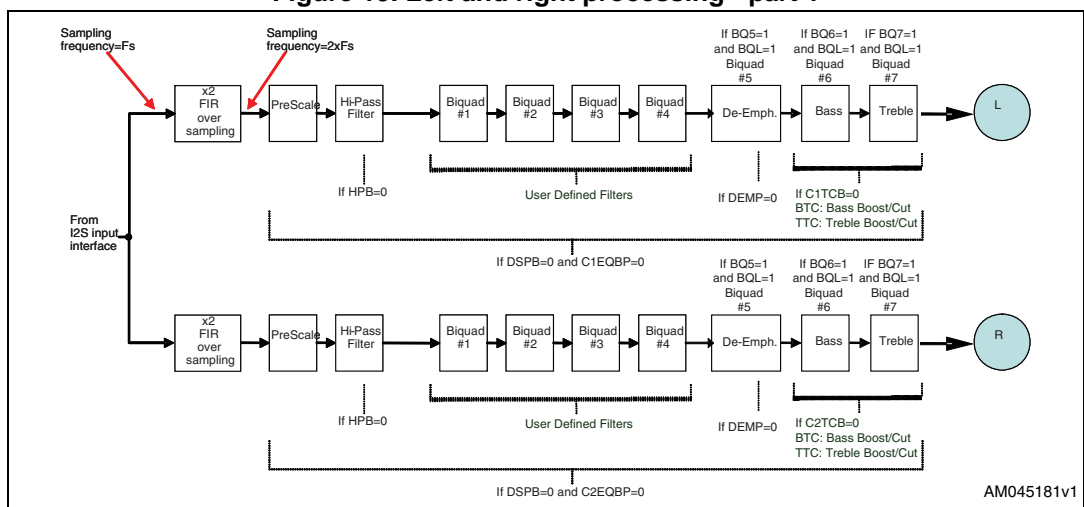 Figure 16. Left and right processing - part 1
Sampling
frequency=Fs
Sampling
frequency=2xFs
If BQ5=1
and BQL=1
Biquad
#5
If BQ6=1
and BQL=1
Biquad
#6
IF BQ7=1
and BQL=1
Biquad
#7
x2
FIR
over
sampling
PreScale
Hi-Pass
Filter
Biquad
#1
Biquad
#2
Biquad
#3
Biquad
#4
De-Emph.
Bass
Treble
L
If HPB=0
User Defined Filters
If DEMP=0
If C1TCB=0
BTC: Bass Boost/Cut
TTC: Treble Boost/Cut
From
I2S input
interface
If DSPB=0 and C1EQBP=0
If BQ5=1
and BQL=1
Biquad
#5
If BQ6=1
and BQL=1
Biquad
#6
IF BQ7=1
and BQL=1
Biquad
#7
x2
FIR
over
sampling
PreScale
Hi-Pass
Filter
Biquad
#1
Biquad
#2
Biquad
#3
Biquad
#4
De-Emph.
Bass
Treble
R
If HPB=0
User Defined Filters
If DEMP=0
If C2TCB=0
BTC: Bass Boost/Cut
TTC: Treble Boost/Cut
If DSPB=0 and C2EQBP=0
AM045181v1